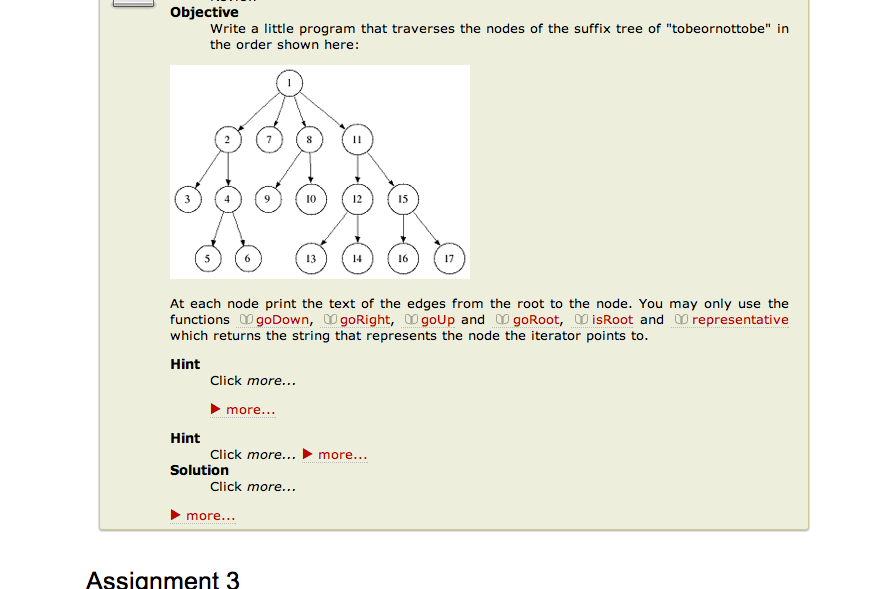 Objective
Write a little program that traverses the nodes of the suffix tree of "tobeornottobe" in
the order shown here:
1
2 7 8 11
3 4 9 10 12 15
5 6 13 14 16 17
At each node print the text of the edges from the root to the node. You may only use the
functions goDown, goRight, goUp and goRoot, isRoot and representative
which returns the string that represents the node the iterator points to.
Hint
Click more...
more...
Hint
Click more... more...
Solution
Click more...
more...
Assignment 3